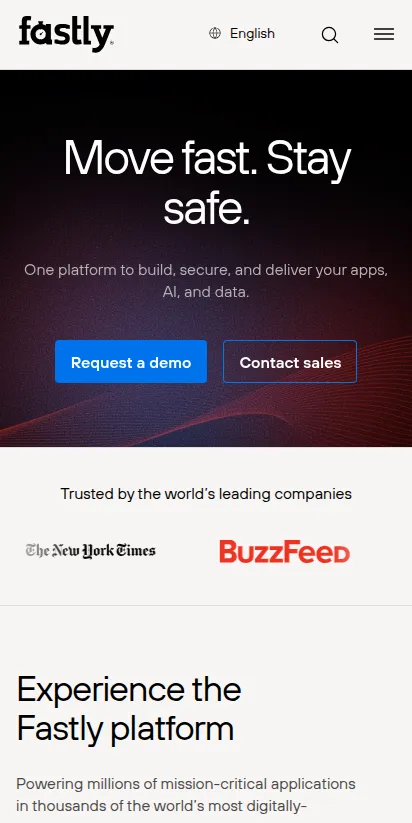 fastly
English
Move fast. Stay
safe.
One platform to build, secure, and deliver your apps,
AI, and data.
Request a demo
Contact sales
Trusted by the world’s leading companies
The New York Times
BuzzFeed
Experience the
Fastly platform
Powering millions of mission-critical applications
in thousands of the world’s most digitally-